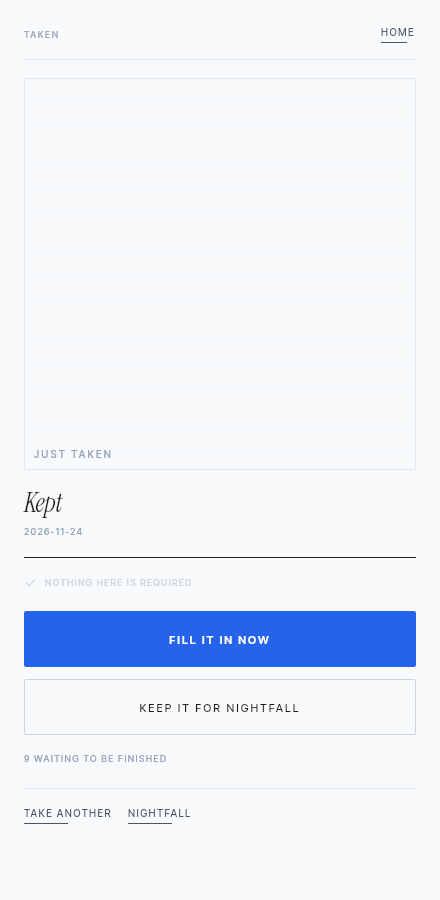 TAKEN
HOME
JUST TAKEN
Kept
2026-11-24
NOTHING HERE IS REQUIRED
FILL IT IN NOW
KEEP IT FOR NIGHTFALL
9 WAITING TO BE FINISHED
TAKE ANOTHER NIGHTFALL